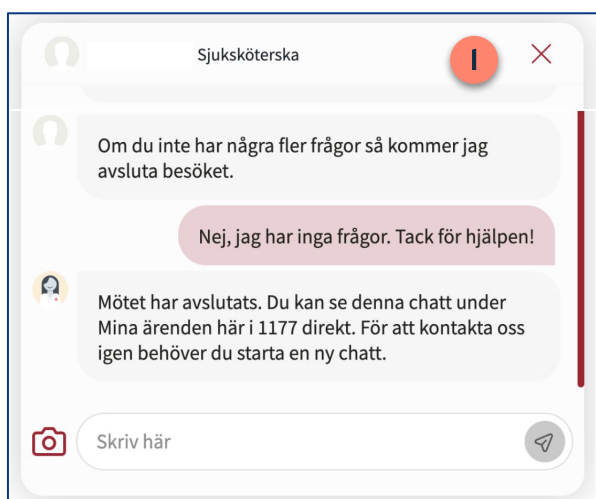 Sjuksköterska
1
Om du inte har några fler frågor så kommer jag
avsluta besöket.
Nej, jag har inga frågor. Tack för hjälpen!
Mötet har avslutats. Du kan se denna chatt under
Mina ärenden här i 1177 direkt. För att kontakta oss
igen behöver du starta en ny chatt.
Skriv här